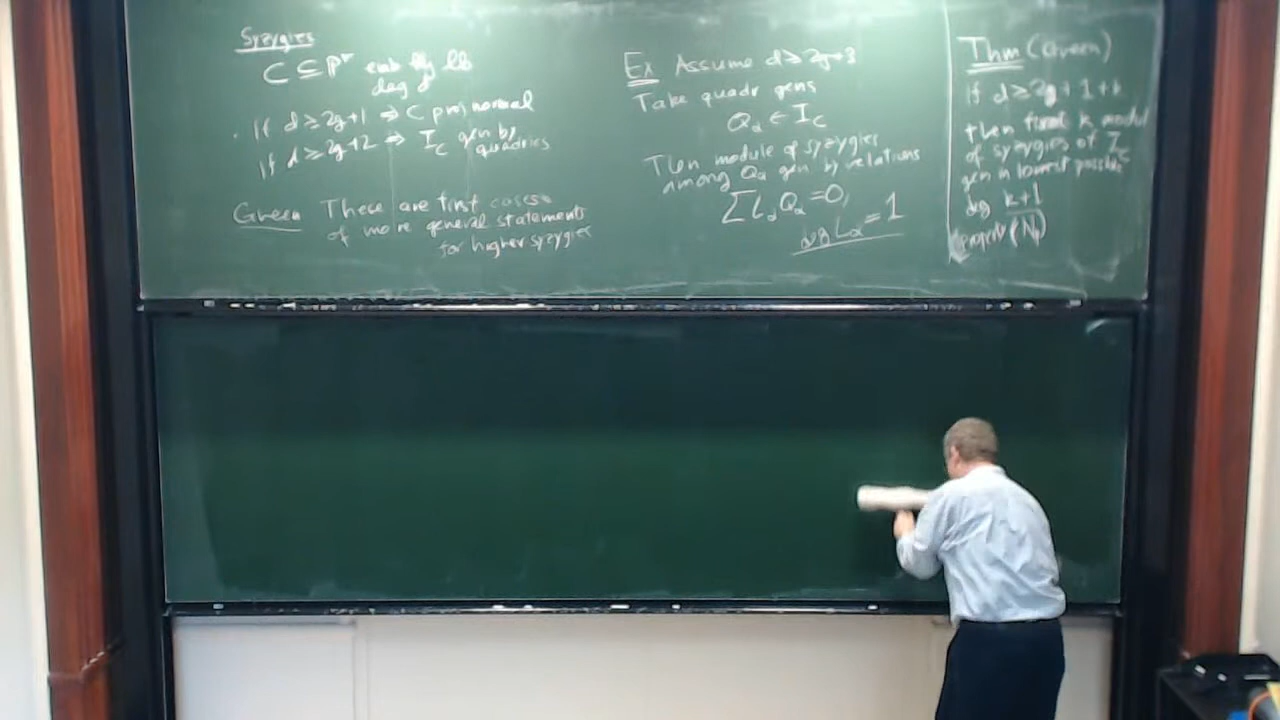 Syzygies
C ⊆ P^r emb by
deg d
· If d ≥ 2g+1 ⇒ C proj normal
If d ≥ 2g+2 ⇒ I_C gen by
quadrics
Green These are first cases
of more general statements
for higher syzygies
Ex Assume d ≥ 2g+3
Take quadr gens
Q_α ∈ I_C
Then module of syzygies
among Q_α gen by relations
Σ L_α Q_α = 0,
deg L_α = 1
Thm (Green)
If d ≥ 2g+1+k
then first k modul
of syzygies of I_C
gen in lowest possible
deg k+1
property (N_k)